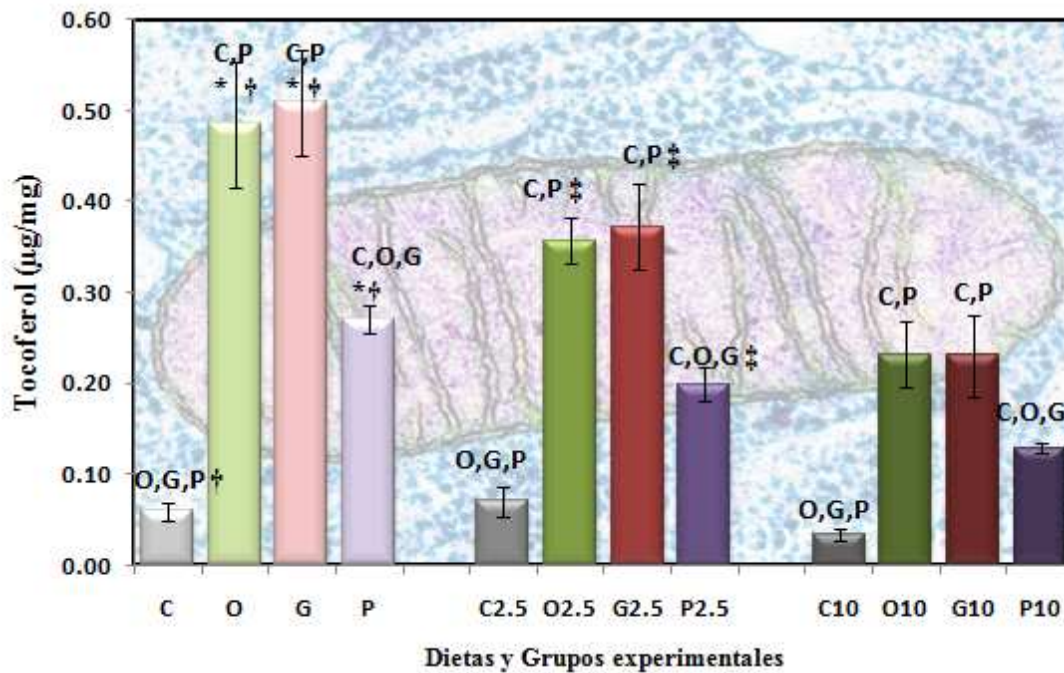 0.60
0.50
0.40
0.30
0.20
0.10
0.00
Tocoferol (µg/mg)
O,G,P †
C,P
* †
C,P
* †
C,O,G
* †
O,G,P
C,P ‡
C,P ‡
C,O,G ‡
O,G,P
C,P
C,P
C,O,G
C O G P C2.5 O2.5 G2.5 P2.5 C10 O10 G10 P10
Dietas y Grupos experimentales